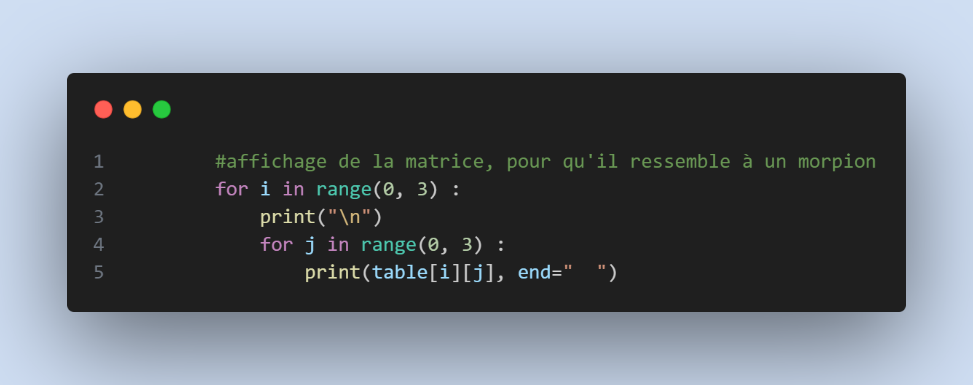 1 #affichage de la matrice, pour qu'il ressemble à un morpion
2 for i in range(0, 3) :
3 print("\n")
4 for j in range(0, 3) :
5 print(table[i][j], end="  ")